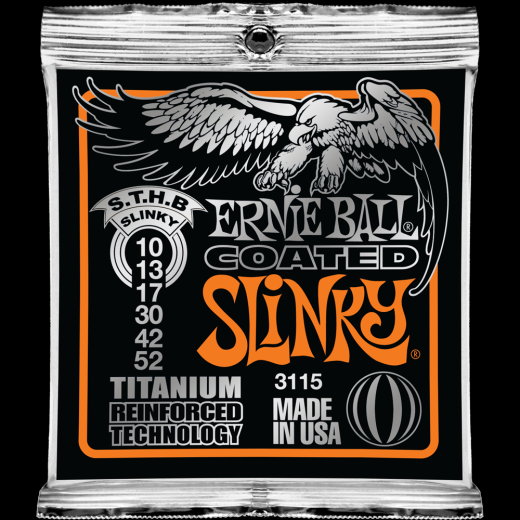 S.T.H.B
SLINKY
10
13
17
30
42
52
ERNIE BALL®
COATED
SLINKY®
TITANIUM
REINFORCED
TECHNOLOGY
3115
MADE
IN USA